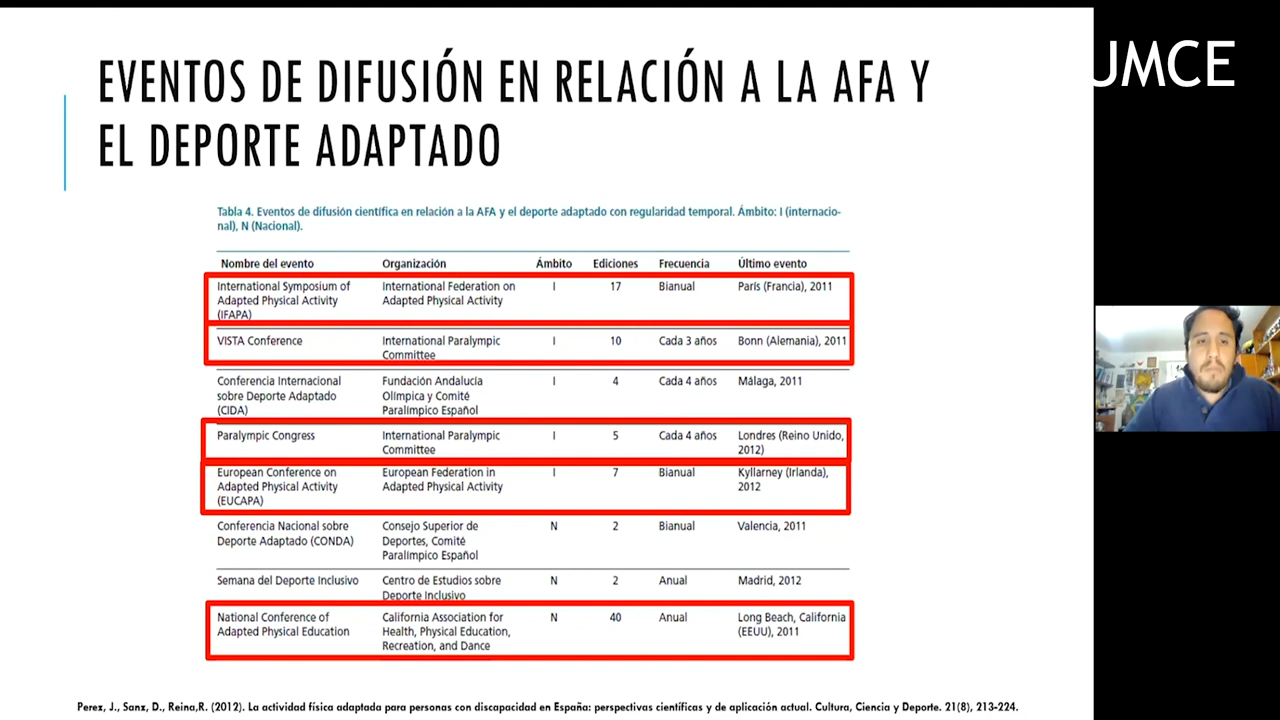 EVENTOS DE DIFUSIÓN EN RELACIÓN A LA AFA Y
EL DEPORTE ADAPTADO
UMCE
Tabla 4. Eventos de difusión científica en relación a la AFA y el deporte adaptado con regularidad temporal. Ámbito: I (internacio-
nal), N (Nacional).
Nombre del evento Organización Ámbito Ediciones Frecuencia Último evento
International Symposium of International Federation on I 17 Bianual París (Francia), 2011
Adapted Physical Activity Adapted Physical Activity
(IFAPA)
VISTA Conference International Paralympic I 10 Cada 3 años Bonn (Alemania), 2011
Committee
Conferencia Internacional Fundación Andalucía I 4 Cada 4 años Málaga, 2011
sobre Deporte Adaptado Olímpica y Comité
(CIDA) Paralímpico Español
Paralympic Congress International Paralympic I 5 Cada 4 años Londres (Reino Unido,
Committee 2012)
European Conference on European Federation in I 7 Bianual Kyllarney (Irlanda),
Adapted Physical Activity Adapted Physical Activity 2012
(EUCAPA)
Conferencia Nacional sobre Consejo Superior de N 2 Bianual Valencia, 2011
Deporte Adaptado (CONDA) Deportes, Comité
Paralímpico Español
Semana del Deporte Inclusivo Centro de Estudios sobre N 2 Anual Madrid, 2012
Deporte Inclusivo
National Conference of California Association for N 40 Anual Long Beach, California
Adapted Physical Education Health, Physical Education, (EEUU), 2011
Recreation, and Dance
Perez, J., Sanz, D., Reina,R. (2012). La actividad física adaptada para personas con discapacidad en España: perspectivas científicas y de aplicación actual. Cultura, Ciencia y Deporte. 21(8), 213-224.